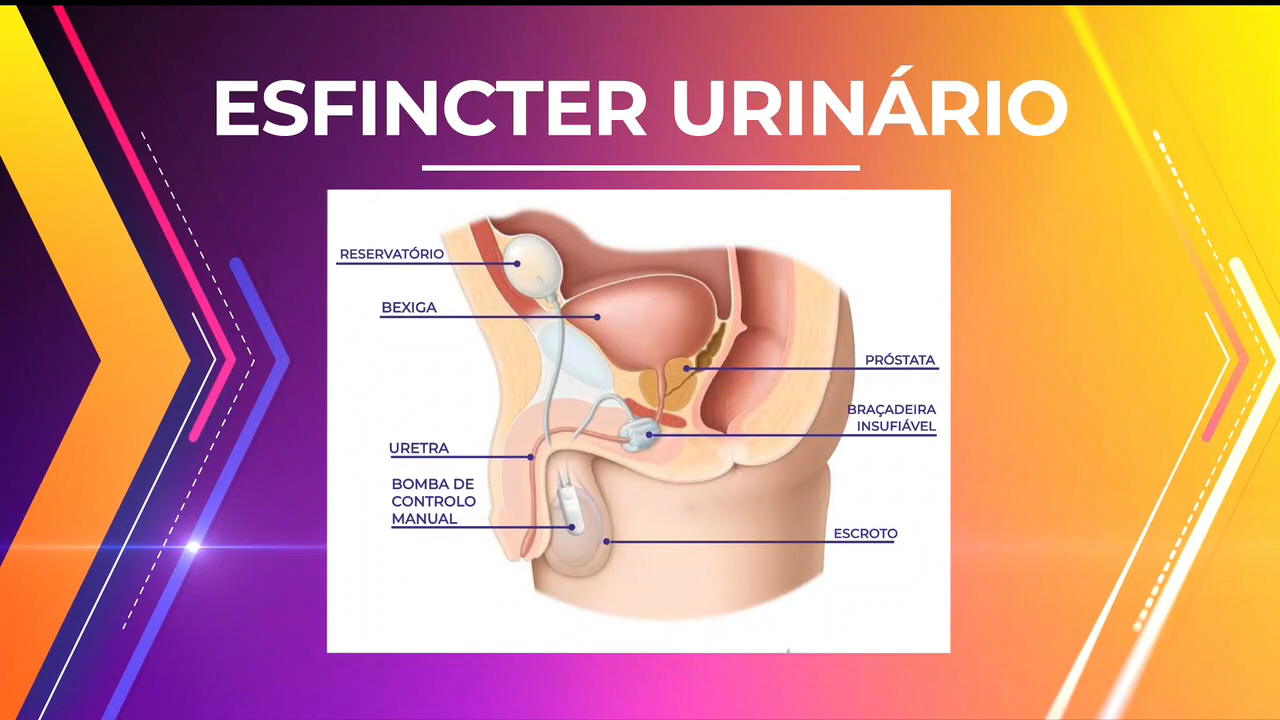 ESFINCTER URINÁRIO
RESERVATÓRIO
BEXIGA
PRÓSTATA
BRAÇADEIRA
INSUFIÁVEL
URETRA
BOMBA DE
CONTROLO
MANUAL
ESCROTO